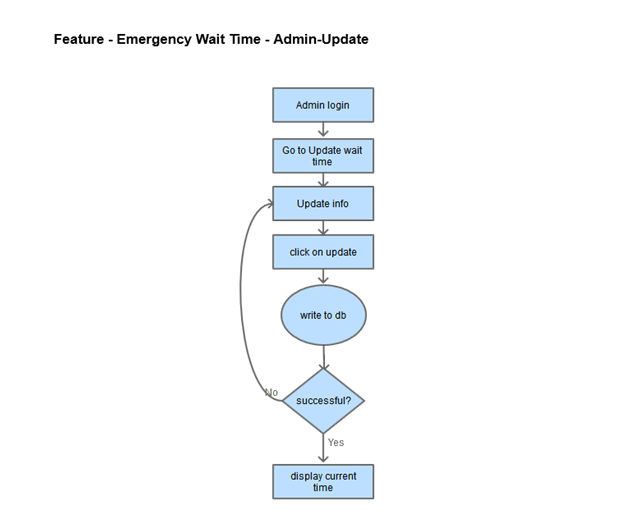 Feature - Emergency Wait Time - Admin-Update
Admin login
Go to Update wait
time
Update info
click on update
write to db
No
successful?
Yes
display current
time